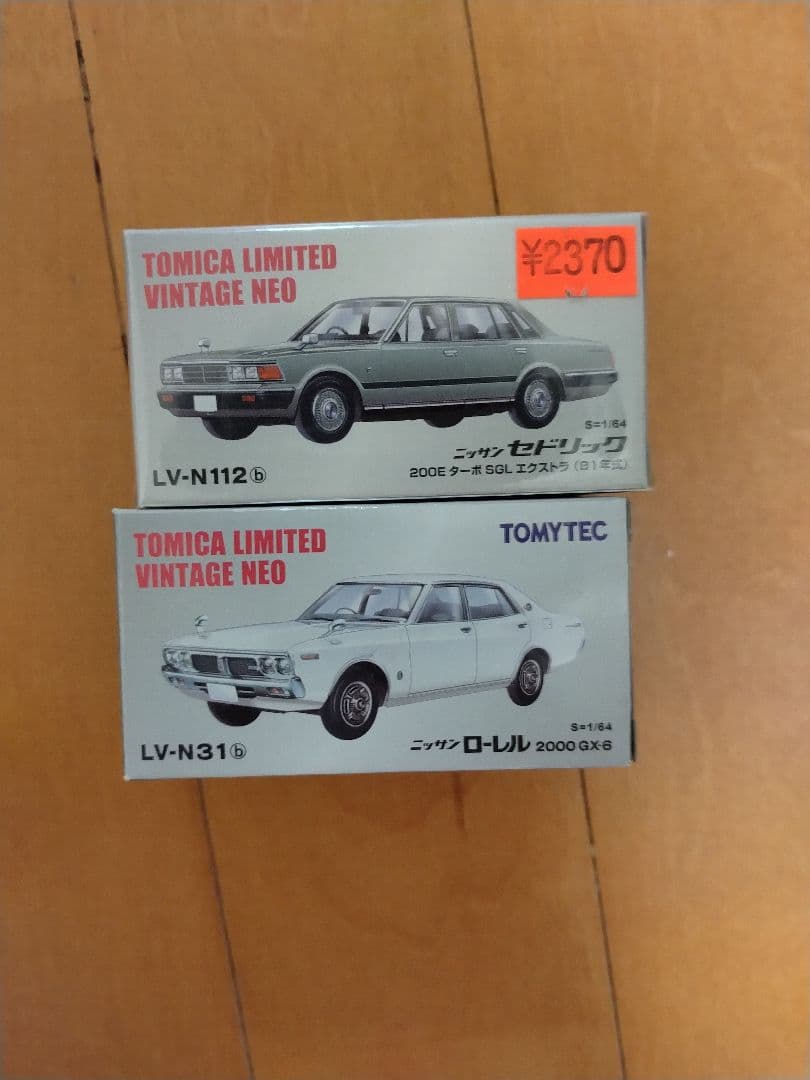 TOMICA LIMITED
VINTAGE NEO
¥2370
S=1/64
ニッサン セドリック
LV-N112ⓑ
200E ターボ SGL エクストラ (81年式)
TOMICA LIMITED
VINTAGE NEO
TOMYTEC
S=1/64
LV-N31ⓑ
ニッサン ローレル 2000 GX-6